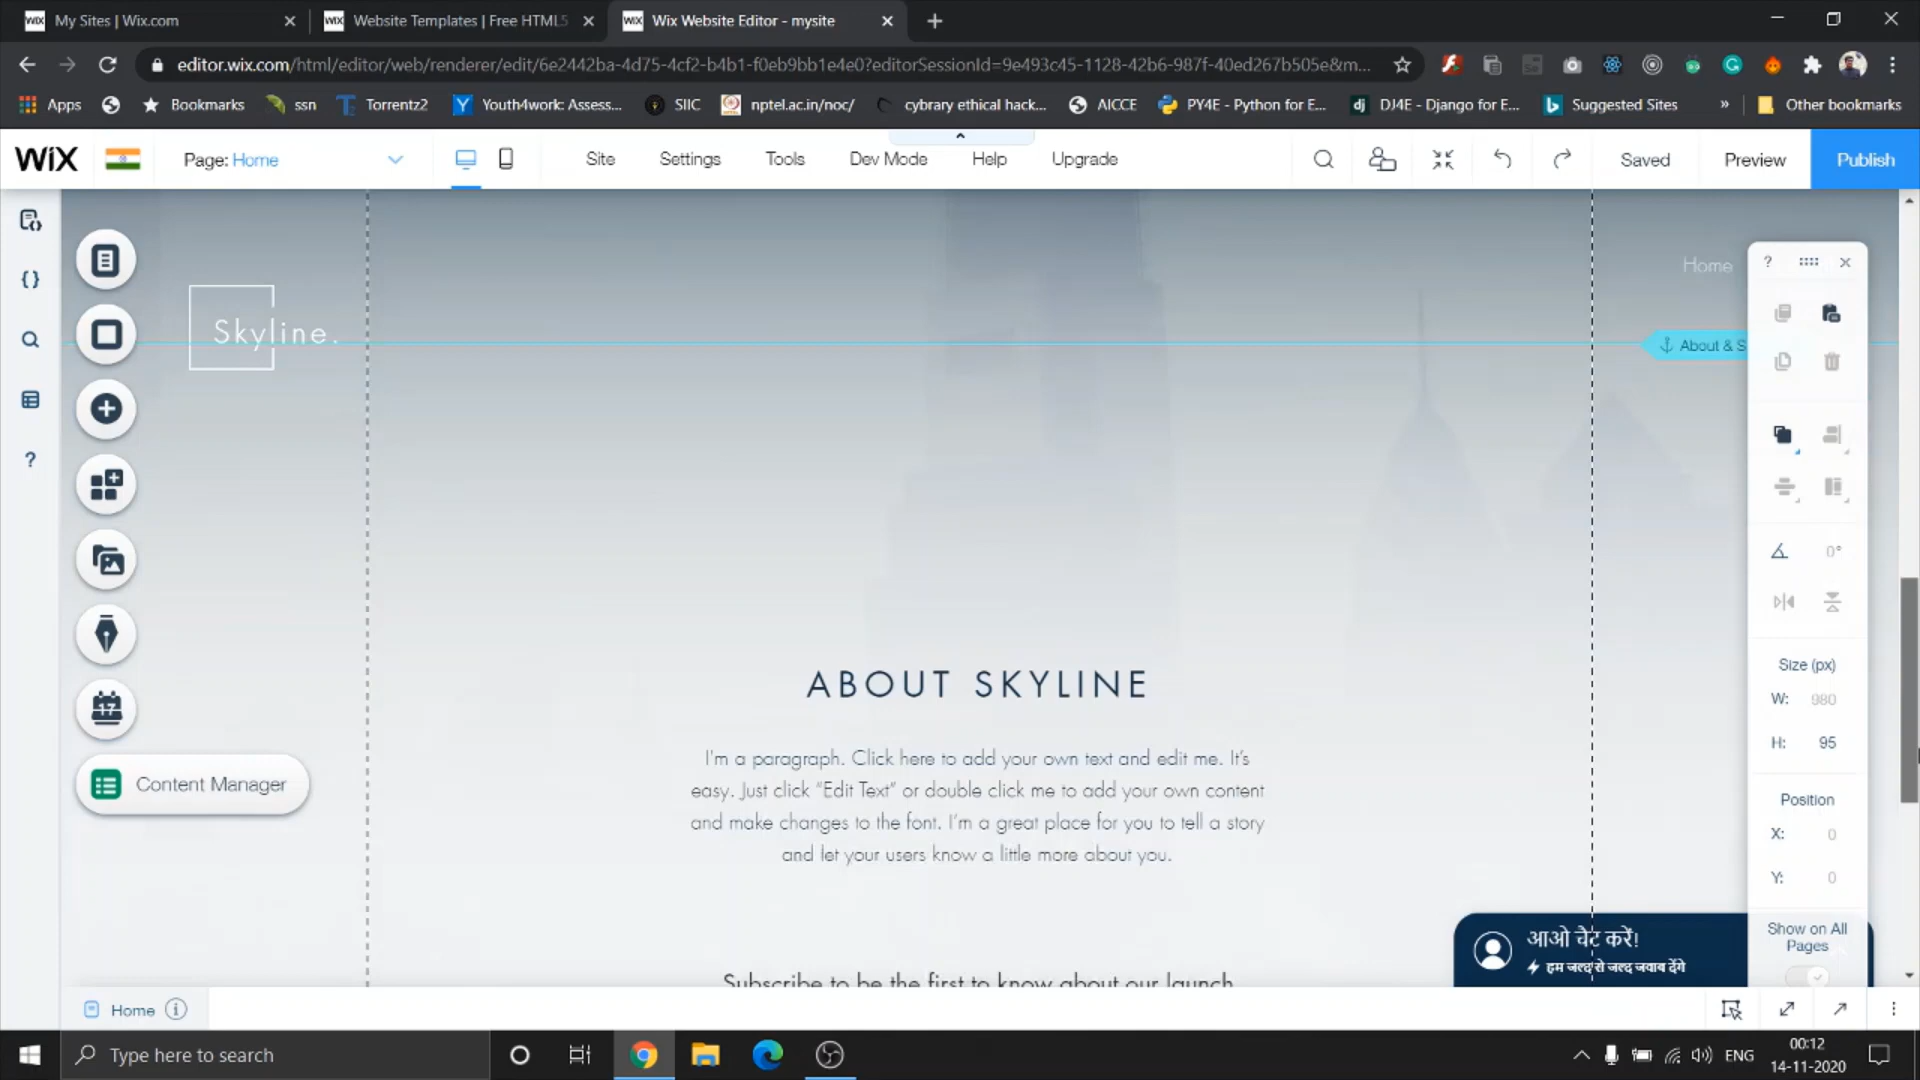 My Sites | Wix.com
Website Templates | Free HTML5
Wix Website Editor - mysite
editor.wix.com/html/editor/web/renderer/edit/6e2442ba-4d75-4cf2-b4b1-f0eb9bb1e4e0?editorSessionId=9e493c45-1128-42b6-987f-40ed267b505e&m...
Apps
Bookmarks
ssn
Torrentz2
Youth4work: Assess...
SIIC
nptel.ac.in/noc/
cybrary ethical hack...
AICCE
PY4E - Python for E...
DJ4E - Django for E...
Suggested Sites
»
Other bookmarks
WiX
Page: Home
Site
Settings
Tools
Dev Mode
Help
Upgrade
Saved
Preview
Publish
Home
Skyline.
About & S
0°
Size (px)
W: 980
H: 95
Position
X: 0
Y: 0
Show on All
Pages
ABOUT SKYLINE
I'm a paragraph. Click here to add your own text and edit me. It's
easy. Just click "Edit Text" or double click me to add your own content
and make changes to the font. I'm a great place for you to tell a story
and let your users know a little more about you.
Content Manager
17
Subscribe to be the first to know about our launch
आओ चैट करें!
हम जल्द से जल्द जवाब देंगे
Home
Type here to search
ENG
00:12
14-11-2020